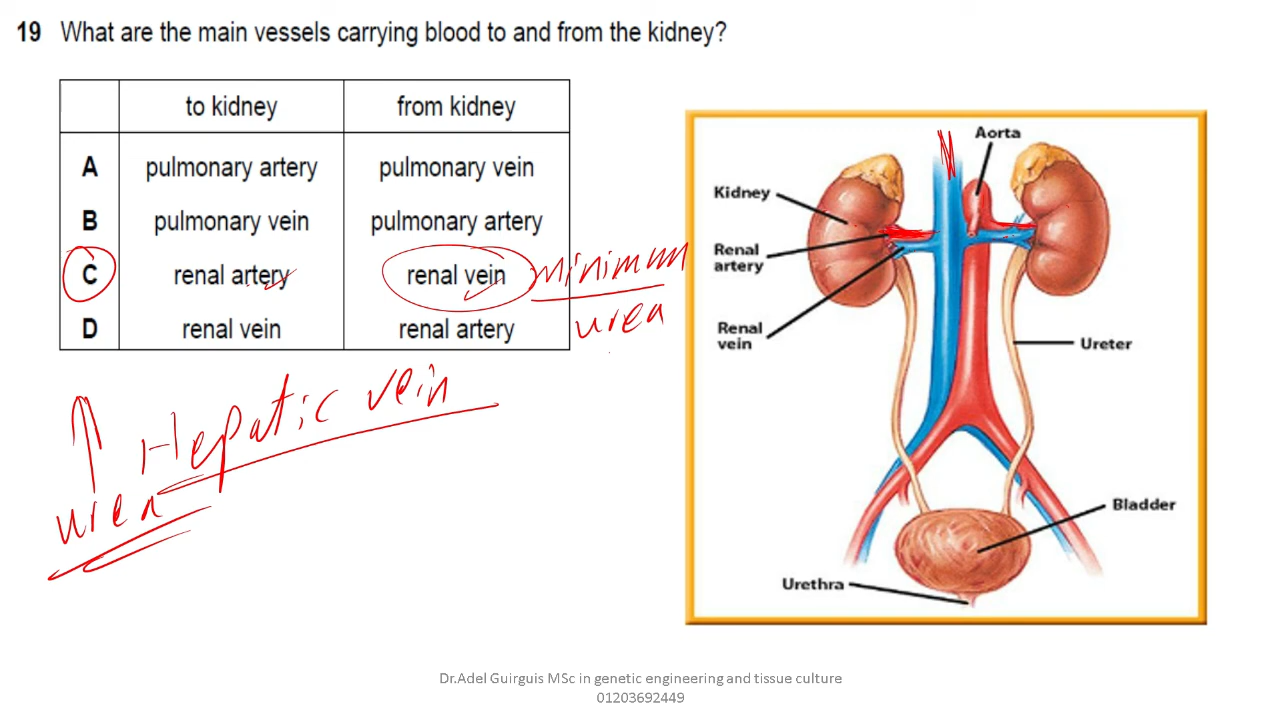 19 What are the main vessels carrying blood to and from the kidney?
to kidney from kidney
A pulmonary artery pulmonary vein
B pulmonary vein pulmonary artery
C renal artery renal vein minimum
urea
D renal vein renal artery
Hepatic vein
urea
Aorta
Kidney
Renal
artery
Renal
vein
Ureter
Bladder
Urethra
Dr.Adel Guirguis MSc in genetic engineering and tissue culture
01203692449